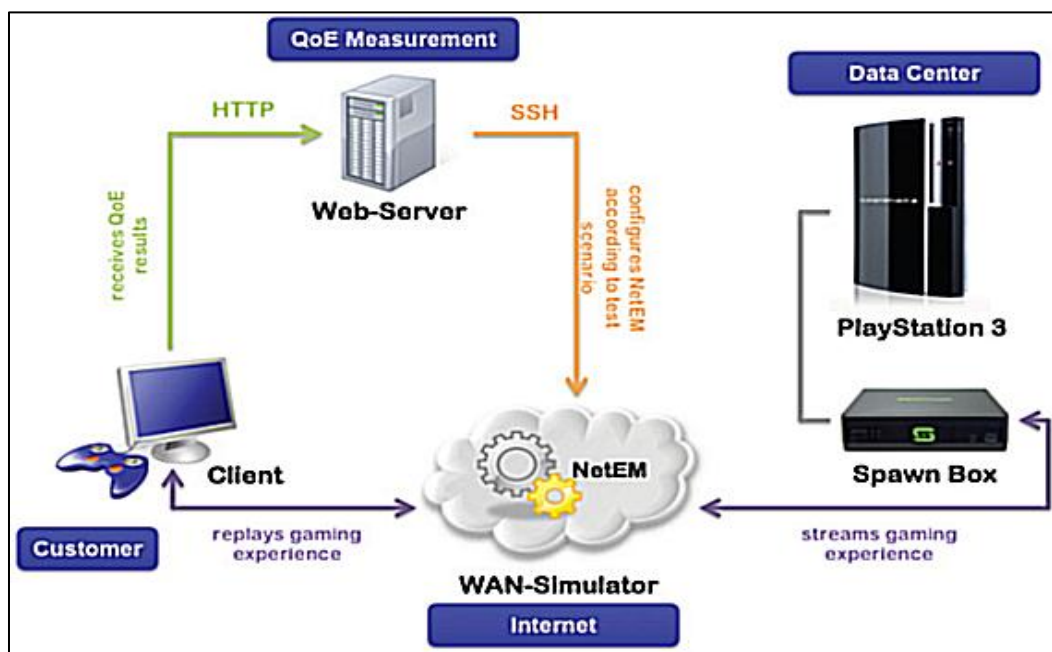 QoE Measurement
Data Center
HTTP
SSH
Web-Server
receives QoE
results
configures NetEM
according to test
scenario
PlayStation 3
Client
NetEM
Spawn Box
Customer
replays gaming
experience
streams gaming
experience
WAN-Simulator
Internet